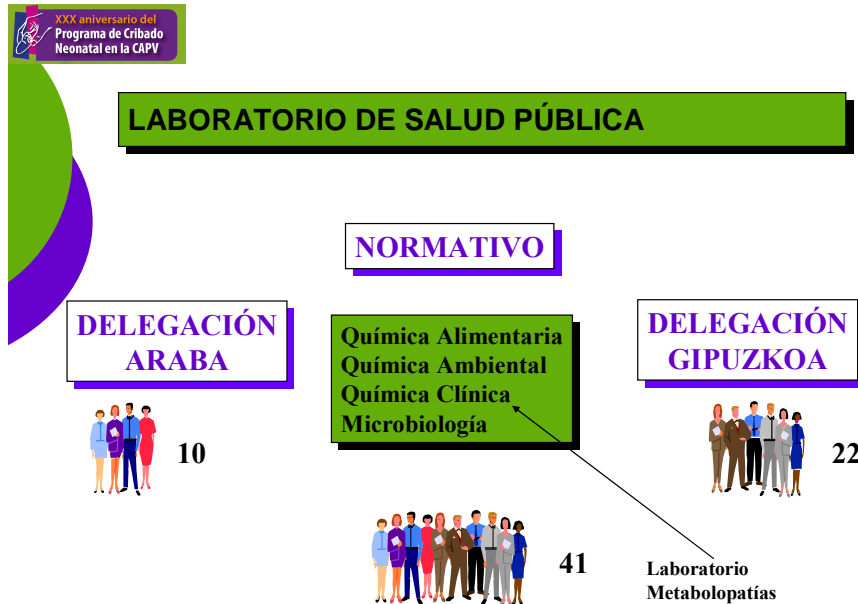 XXX aniversario del
Programa de Cribado
Neonatal en la CAPV
LABORATORIO DE SALUD PÚBLICA
NORMATIVO
DELEGACIÓN
ARABA
10
Química Alimentaria
Química Ambiental
Química Clínica
Microbiología
41
DELEGACIÓN
GIPUZKOA
22
Laboratorio
Metabolopatías